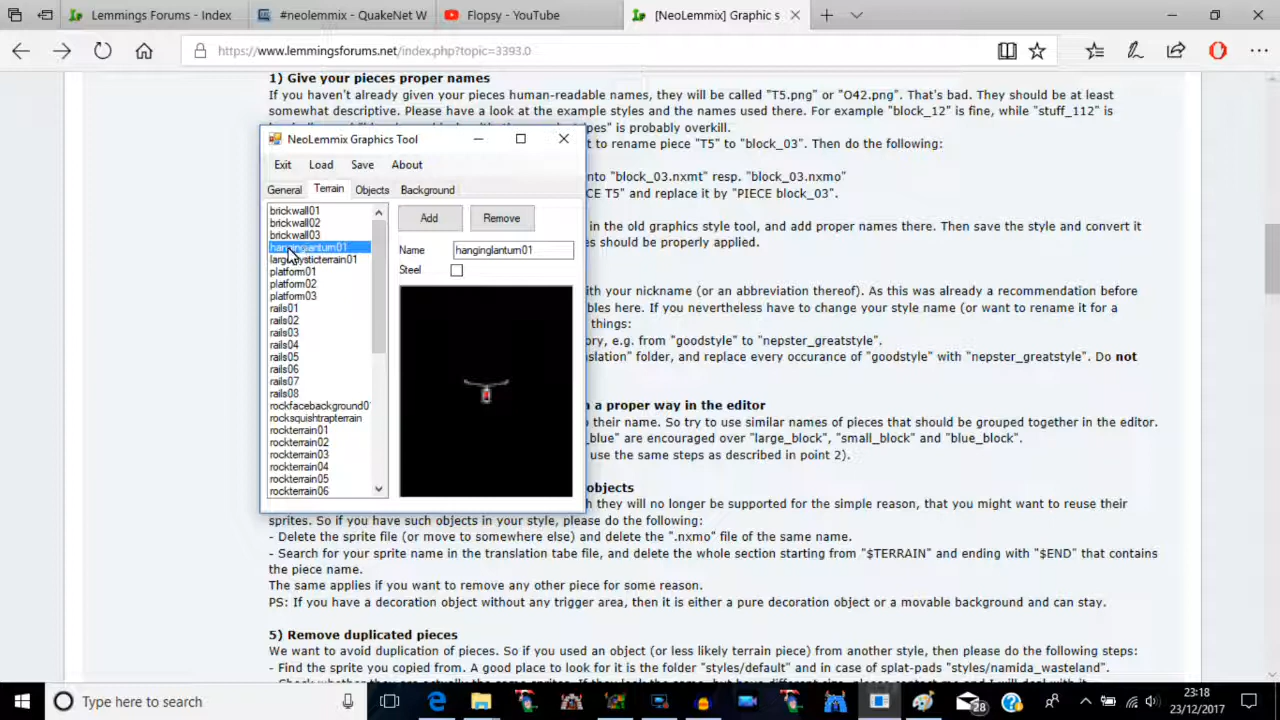 Lemmings Forums - Index
#neolemmix - QuakeNet W
Flopsy - YouTube
[NeoLemmix] Graphic s
https://www.lemmingsforums.net/index.php?topic=3393.0
1) Give your pieces proper names
If you haven't already given your pieces human-readable names, they will be called "T5.png" or "O42.png". That's bad. They should be at least
somewhat descriptive. Please have a look at the example styles and the names used there. For example "block_12" is fine, while "stuff_112"
is probably overkill.
t to rename piece "T5" to "block_03". Then do the following:
nto "block_03.nxmt" resp. "block_03.nxmo"
CE T5" and replace it by "PIECE block_03".
in the old graphics style tool, and add proper names there. Then save the style and convert it
es should be properly applied.
ith your nickname (or an abbreviation thereof). As this was already a recommendation before
bles here. If you nevertheless have to change your style name (or want to rename it for a
things:
ory, e.g. from "goodstyle" to "nepster_greatstyle".
nslation" folder, and replace every occurance of "goodstyle" with "nepster_greatstyle". Do not
n a proper way in the editor
o their name. So try to use similar names of pieces that should be grouped together in the editor.
_blue" are encouraged over "large_block", "small_block" and "blue_block".
use the same steps as described in point 2).
objects
h they will no longer be supported for the simple reason, that you might want to reuse their
sprites. So if you have such objects in your style, please do the following:
- Delete the sprite file (or move to somewhere else) and delete the ".nxmo" file of the same name.
- Search for your sprite name in the translation tabe file, and delete the whole section starting from "$TERRAIN" and ending with "$END" that contains
the piece name.
The same applies if you want to remove any other piece for some reason.
PS: If you have a decoration object without any trigger area, then it is either a pure decoration object or a movable background and can stay.
5) Remove duplicated pieces
We want to avoid duplication of pieces. So if you used an object (or less likely terrain piece) from another style, then please do the following steps:
- Find the sprite you copied from. A good place to look for it is the folder "styles/default" and in case of splat-pads "styles/namida_wasteland".
NeoLemmix Graphics Tool
Exit Load Save About
General Terrain Objects Background
brickwall01
brickwall02
brickwall03
hanginglanturn01
largerysticterrain01
platform01
platform02
platform03
rails01
rails02
rails03
rails04
rails05
rails06
rails07
rails08
rockfacebackground0
rocksquishtrapterrain
rockterrain01
rockterrain02
rockterrain03
rockterrain04
rockterrain05
rockterrain06
Add Remove
Name hanginglanturn01
Steel
Type here to search
28
23:18
23/12/2017